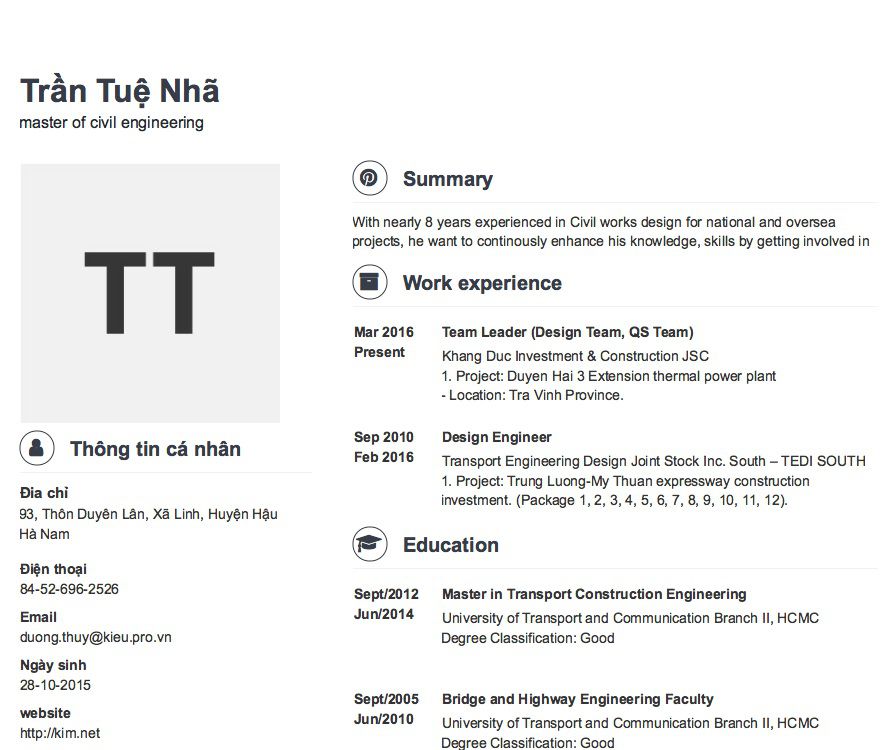 Trần Tuệ Nhã
master of civil engineering
TT
Thông tin cá nhân
Đia chỉ
93, Thôn Duyên Lân, Xã Linh, Huyện Hậu
Hà Nam
Điện thoại
84-52-696-2526
Email
duong.thuy@kieu.pro.vn
Ngày sinh
28-10-2015
website
http://kim.net
Summary
With nearly 8 years experienced in Civil works design for national and oversea
projects, he want to continously enhance his knowledge, skills by getting involved in
Work experience
Mar 2016
Present
Team Leader (Design Team, QS Team)
Khang Duc Investment & Construction JSC
1. Project: Duyen Hai 3 Extension thermal power plant
- Location: Tra Vinh Province.
Sep 2010
Feb 2016
Design Engineer
Transport Engineering Design Joint Stock Inc. South – TEDI SOUTH
1. Project: Trung Luong-My Thuan expressway construction
investment. (Package 1, 2, 3, 4, 5, 6, 7, 8, 9, 10, 11, 12).
Education
Sept/2012
Jun/2014
Master in Transport Construction Engineering
University of Transport and Communication Branch II, HCMC
Degree Classification: Good
Sept/2005
Jun/2010
Bridge and Highway Engineering Faculty
University of Transport and Communication Branch II, HCMC
Degree Classification: Good